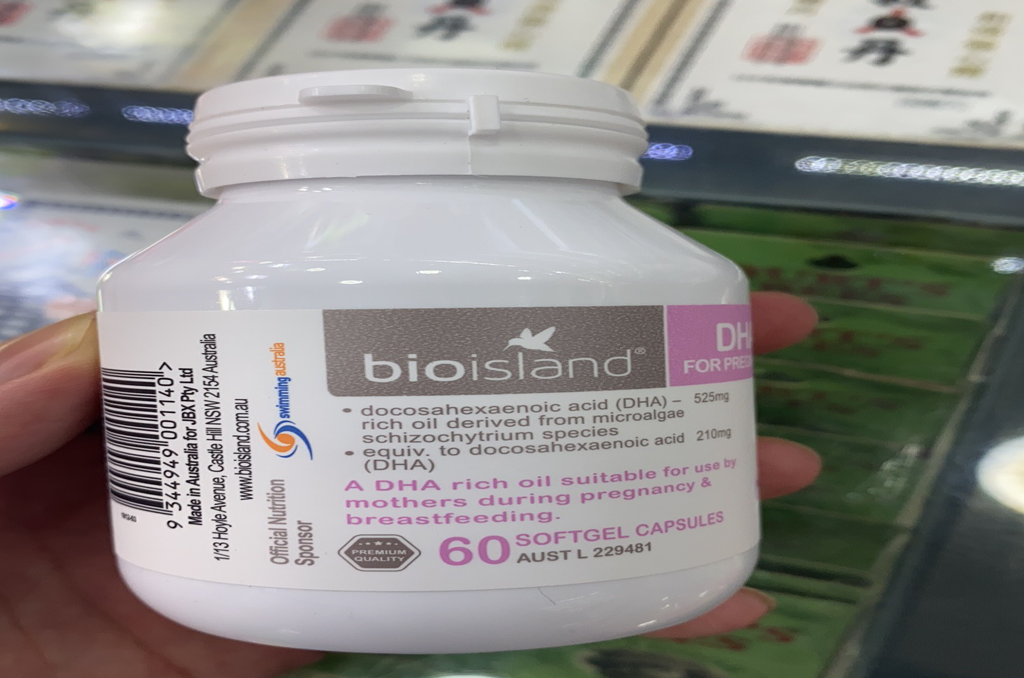 bioisland®
DH
FOR PRE
• docosahexaenoic acid (DHA) – 525mg
rich oil derived from microalgae
schizochytrium species
• equiv. to docosahexaenoic acid 210mg
(DHA)
A DHA rich oil suitable for use by
mothers during pregnancy &
breastfeeding.
PREMIUM
QUALITY
60 SOFTGEL CAPSULES
AUST L 229481
9 344949 001140 >
Made in Australia for JBX Pty Ltd
1/13 Hoyle Avenue, Castle Hill NSW 2154 Australia
www.bioisland.com.au
swimming australia
Official Nutrition
Sponsor